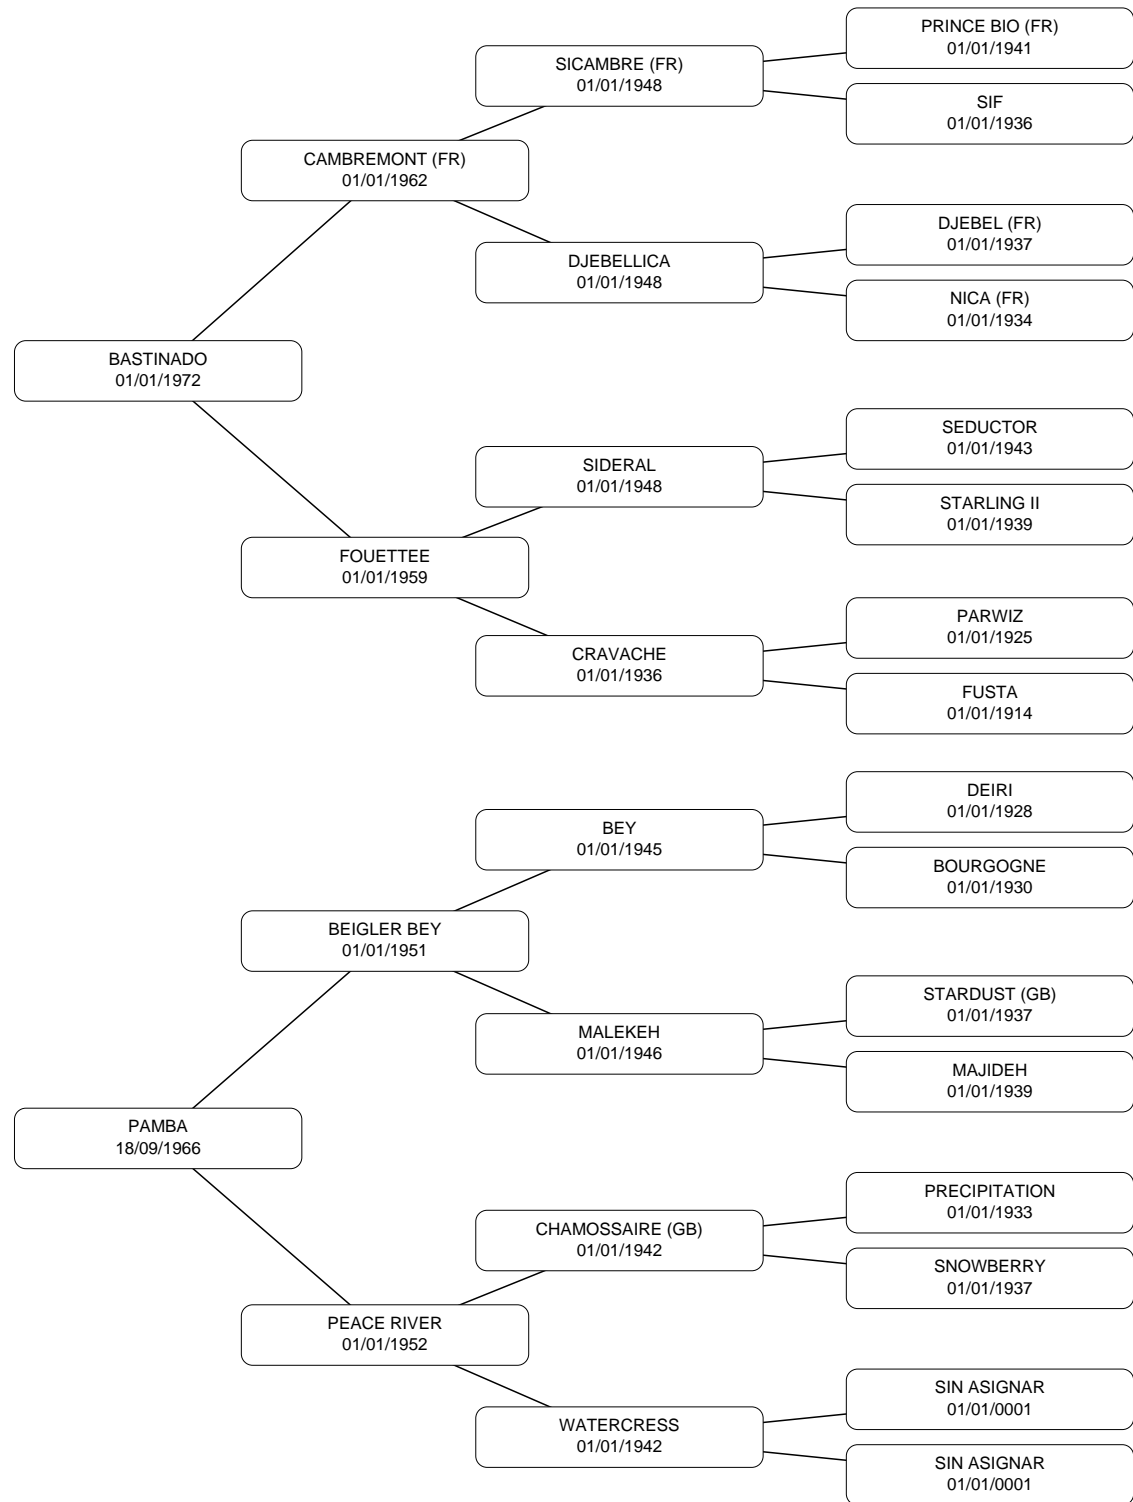 PRINCE BIO (FR)
01/01/1941
SICAMBRE (FR)
01/01/1948
SIF
01/01/1936
CAMBREMONT (FR)
01/01/1962
DJEBEL (FR)
01/01/1937
DJEBELLICA
01/01/1948
NICA (FR)
01/01/1934
BASTINADO
01/01/1972
SEDUCTOR
01/01/1943
SIDERAL
01/01/1948
STARLING II
01/01/1939
FOUETTEE
01/01/1959
PARWIZ
01/01/1925
CRAVACHE
01/01/1936
FUSTA
01/01/1914
DEIRI
01/01/1928
BEY
01/01/1945
BOURGOGNE
01/01/1930
BEIGLER BEY
01/01/1951
STARDUST (GB)
01/01/1937
MALEKEH
01/01/1946
MAJIDEH
01/01/1939
PAMBA
18/09/1966
PRECIPITATION
01/01/1933
CHAMOSSAIRE (GB)
01/01/1942
SNOWBERRY
01/01/1937
PEACE RIVER
01/01/1952
SIN ASIGNAR
01/01/0001
WATERCRESS
01/01/1942
SIN ASIGNAR
01/01/0001